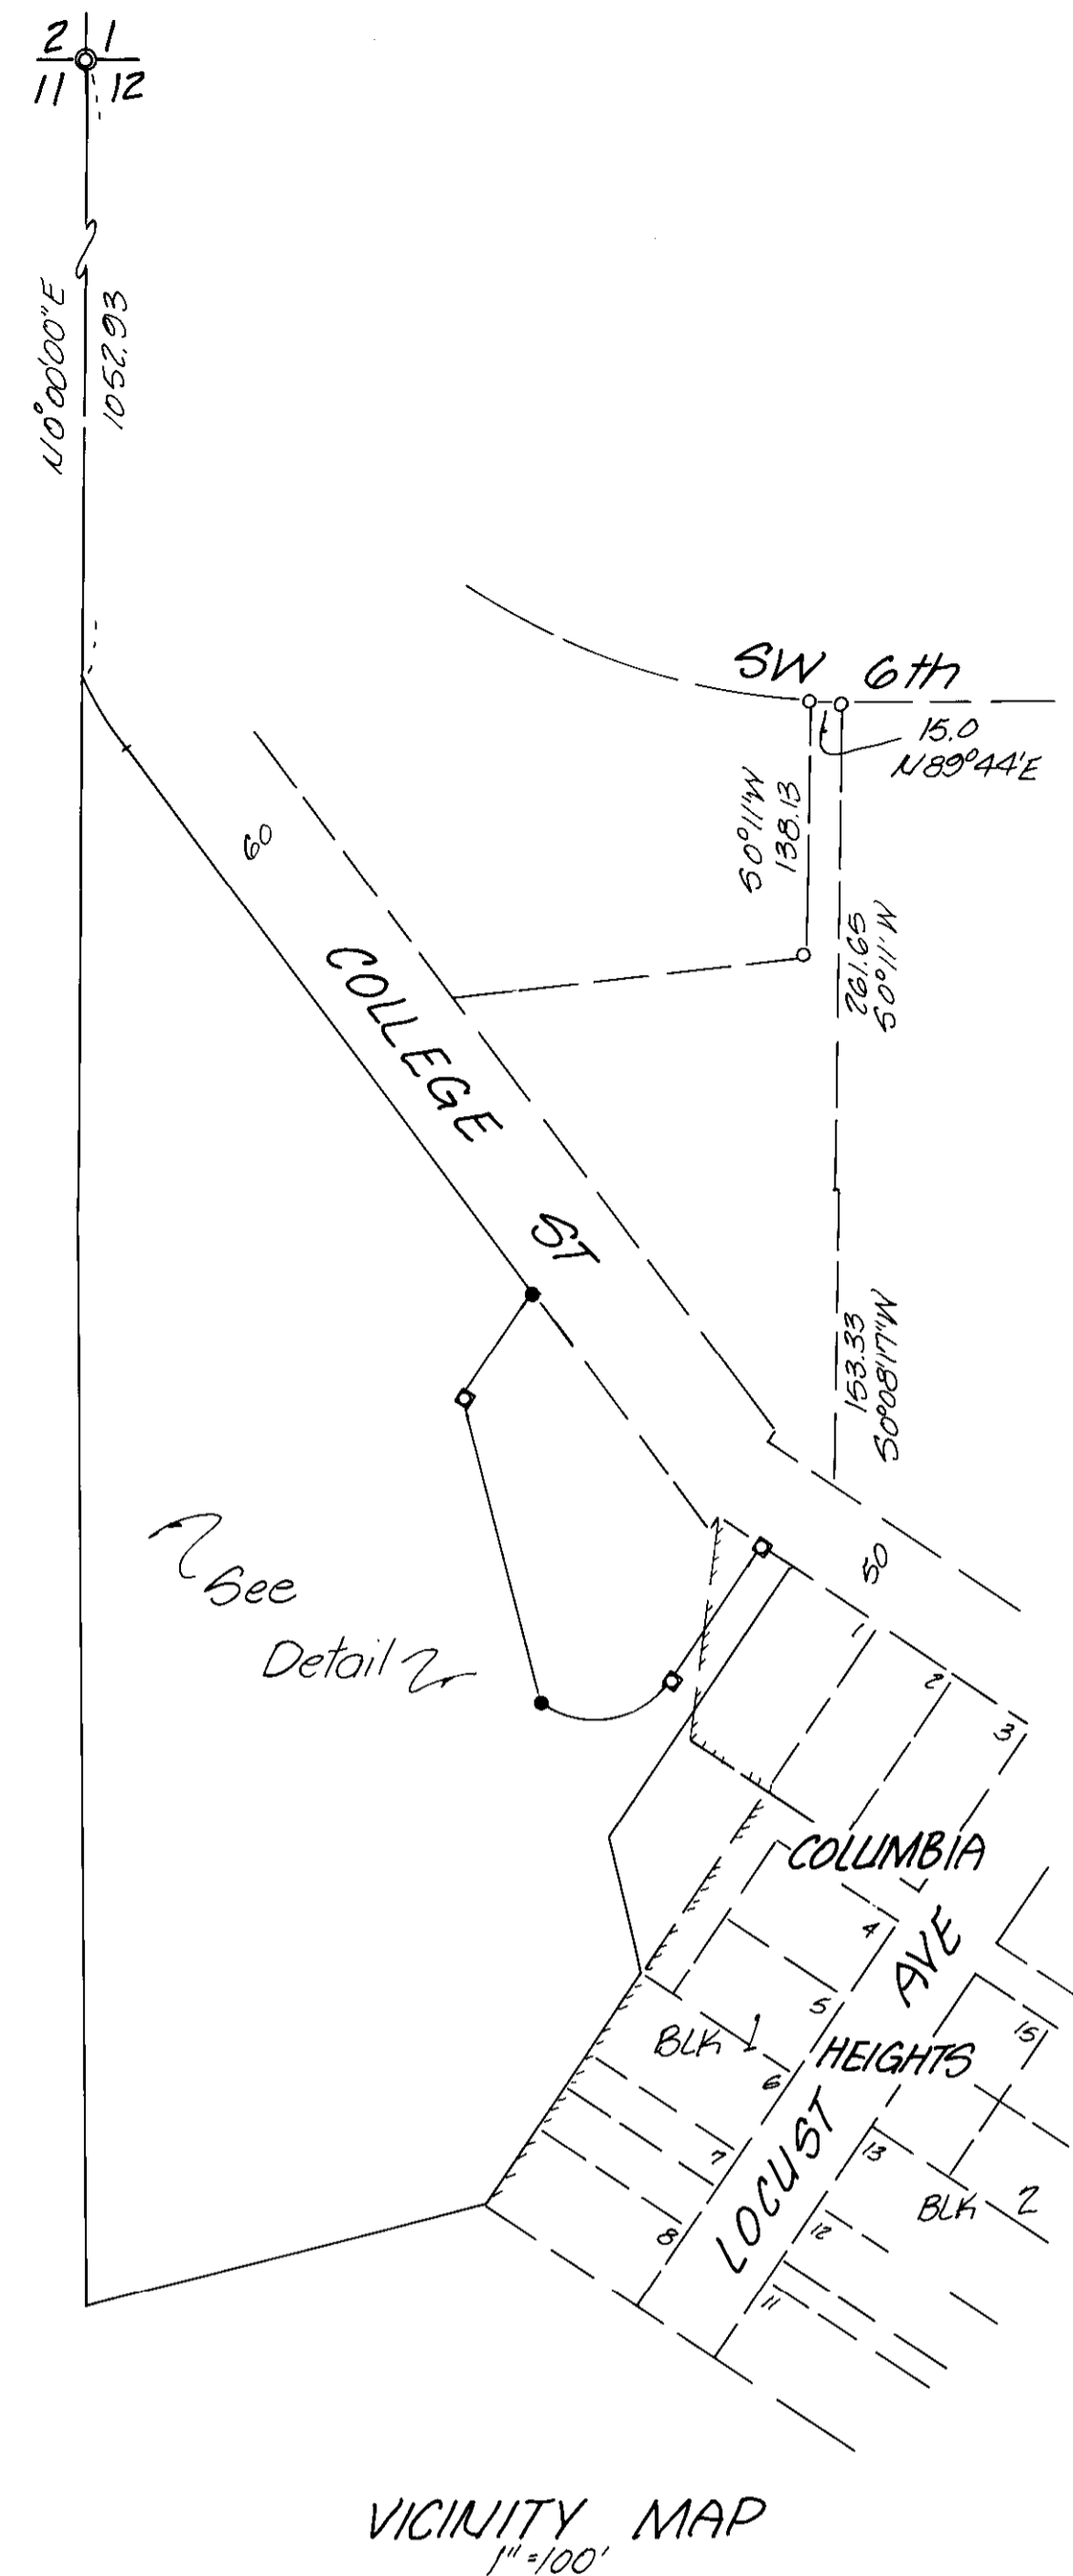 2 1
11 12
N0°00'00"E
1052.93
SW 6th
15.0
N89°44'E
S0°11'W
138.13
60
261.65
S0°11'W
COLLEGE
ST
153.33
S0°08'17"W
50
See
Detail
1
2
3
COLUMBIA
4
AVE
5
15
BLK 1
HEIGHTS
6
LOCUST
7
13
BLK 2
8
12
11
VICINITY MAP
1"=100'